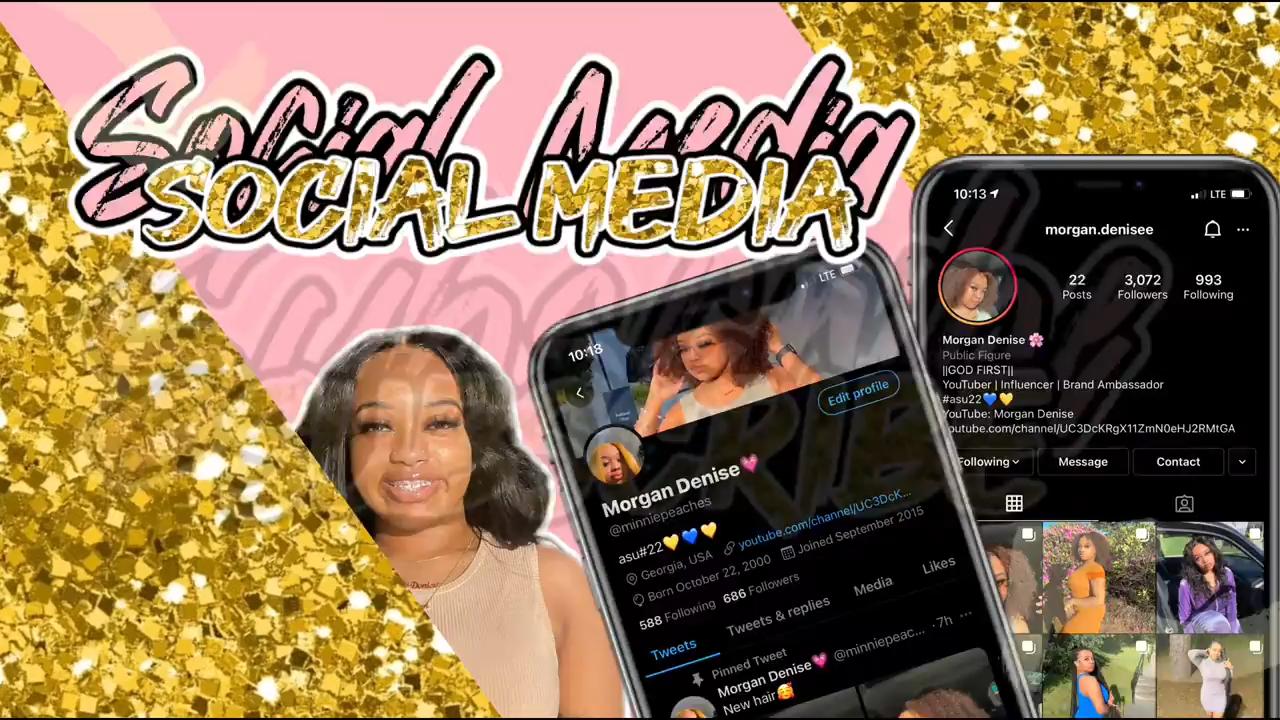 Social Media
SOCIAL MEDIA
10:13
LTE
Edit profile
Morgan Denise💗
@minniepeaches
asu#22💛💙💛
youtube.com/channel/UC3DcK...
Georgia, USA
Born October 22, 2000
Joined September 2015
588 Following 686 Followers
Tweets
Tweets & replies
Media
Likes
Pinned Tweet
Morgan Denise💗 @minniepeac... · 7h
New hair🥰
10:13
LTE
morgan.denisee
22
3,072
993
Posts
Followers
Following
Morgan Denise 🌸
Public Figure
||GOD FIRST||
YouTuber | Influencer | Brand Ambassador
#asu22💙💛
YouTube: Morgan Denise
outube.com/channel/UC3DcKRgX11ZmN0eHJ2RMtGA
Following
Message
Contact